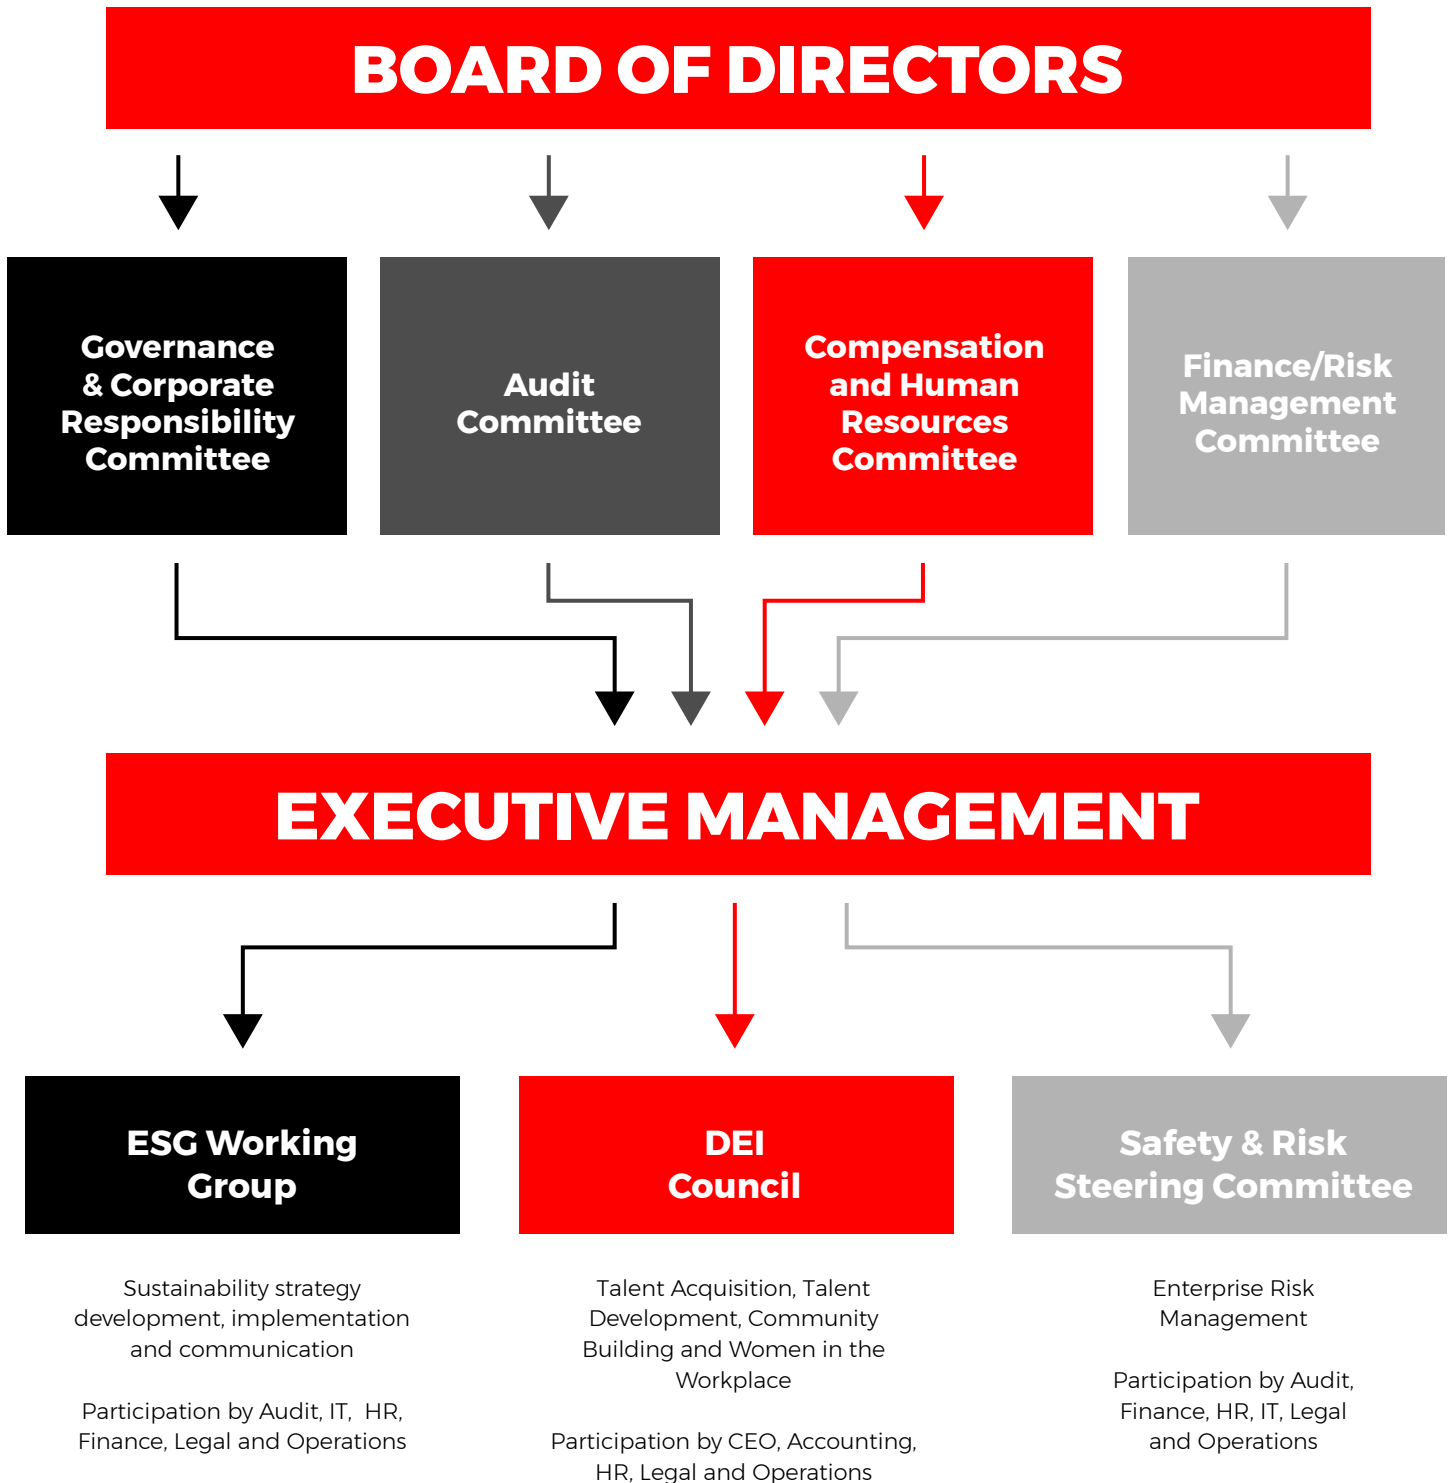 BOARD OF DIRECTORS
Governance
& Corporate
Responsibility
Committee
Audit
Committee
Compensation
and Human
Resources
Committee
Finance/Risk
Management
Committee
EXECUTIVE MANAGEMENT
ESG Working
Group
DEI
Council
Safety & Risk
Steering Committee
Sustainability strategy
development, implementation
and communication
Participation by Audit, IT, HR,
Finance, Legal and Operations
Talent Acquisition, Talent
Development, Community
Building and Women in the
Workplace
Participation by CEO, Accounting,
HR, Legal and Operations
Enterprise Risk
Management
Participation by Audit,
Finance, HR, IT, Legal
and Operations